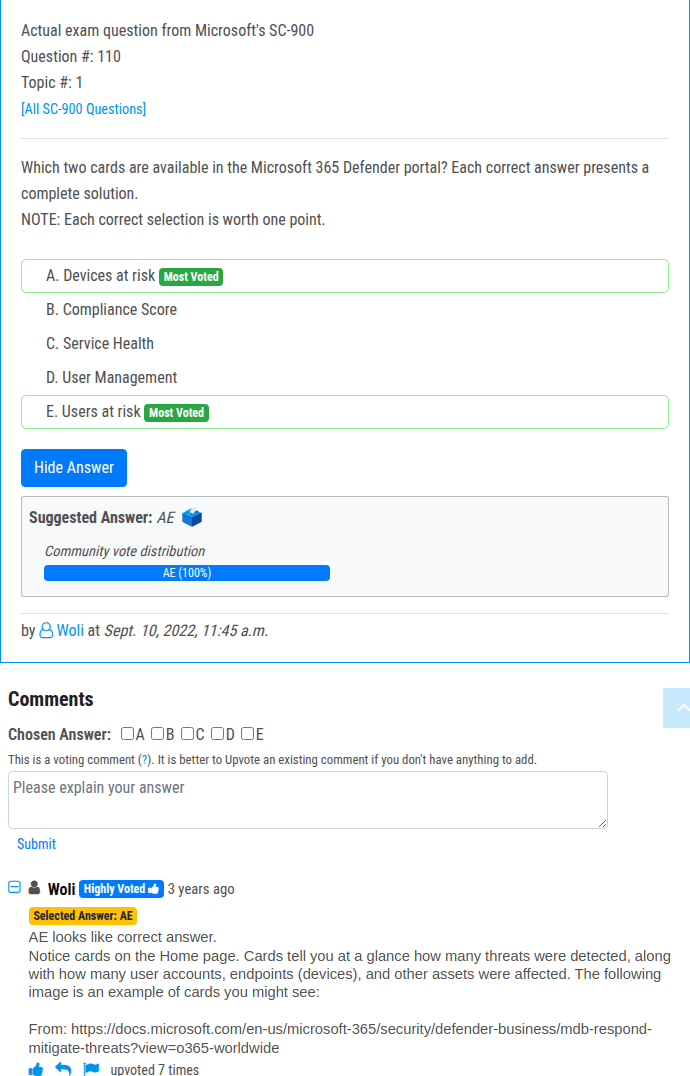 Actual exam question from Microsoft's SC-900
Question #: 110
Topic #: 1
[All SC-900 Questions]
Which two cards are available in the Microsoft 365 Defender portal? Each correct answer presents a
complete solution.
NOTE: Each correct selection is worth one point.
A. Devices at risk Most Voted
B. Compliance Score
C. Service Health
D. User Management
E. Users at risk Most Voted
Hide Answer
Suggested Answer: AE
Community vote distribution
AE (100%)
by Woli at Sept. 10, 2022, 11:45 a.m.
Comments
Chosen Answer: A B C D E
This is a voting comment (?). It is better to Upvote an existing comment if you don't have anything to add.
Please explain your answer
Submit
Woli Highly Voted 3 years ago
Selected Answer: AE
AE looks like correct answer.
Notice cards on the Home page. Cards tell you at a glance how many threats were detected, along
with how many user accounts, endpoints (devices), and other assets were affected. The following
image is an example of cards you might see:
From: https://docs.microsoft.com/en-us/microsoft-365/security/defender-business/mdb-respond-
mitigate-threats?view=o365-worldwide
upvoted 7 times